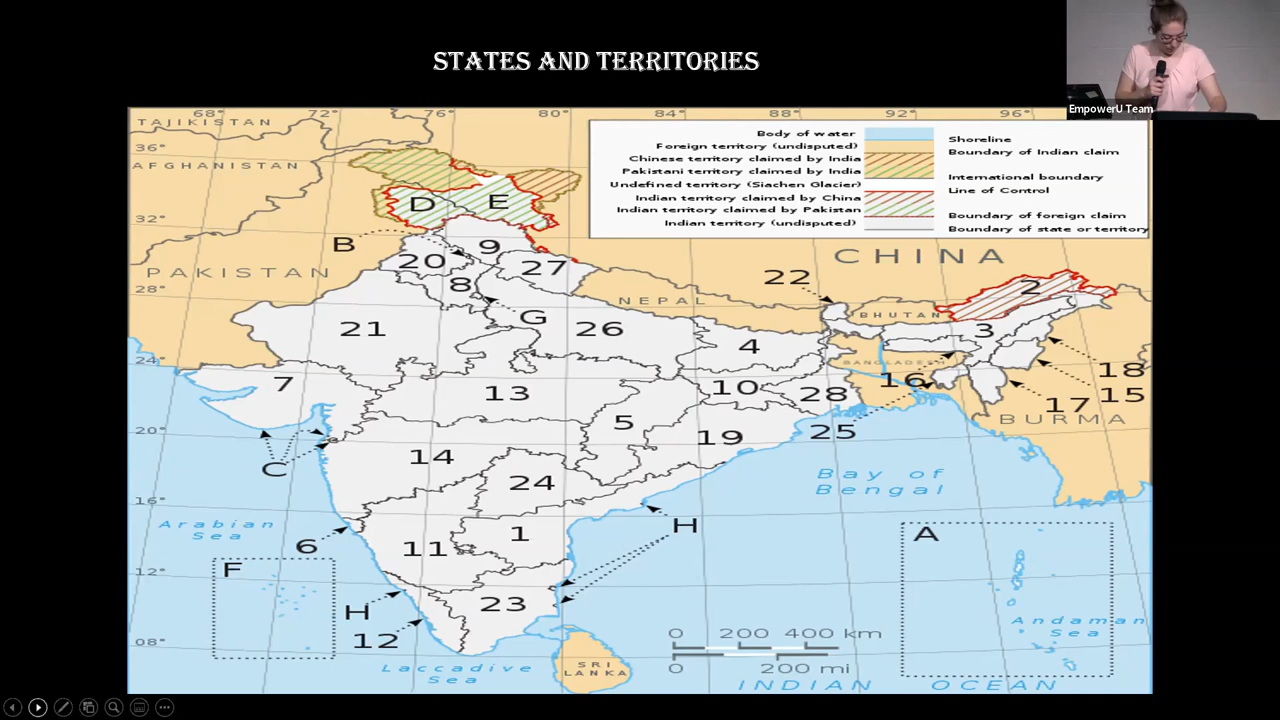 STATES AND TERRITORIES
EmpowerU Team
68° 72° 76° 80° 84° 88° 92° 96°
TAJIKISTAN
36°
AFGHANISTAN
32°
PAKISTAN
28°
24°
20°
16°
12°
08°
Body of water
Foreign territory (undisputed)
Chinese territory claimed by India
Pakistani territory claimed by India
Undefined territory (Siachen Glacier)
Indian territory claimed by China
Indian territory claimed by Pakistan
Indian territory (undisputed)
Shoreline
Boundary of Indian claim
International boundary
Line of Control
Boundary of foreign claim
Boundary of state or territory
CHINA
NEPAL
BHUTAN
BANGLADESH
BURMA
D
E
B
9
20
27
8
G
22
2
21
26
3
4
7
13
10
28
16
18
15
17
25
5
19
C
14
24
Bay of
Bengal
Arabian
Sea
H
1
11
6
A
F
23
H
12
0 200 400 km
0 200 mi
Andaman
Sea
Laccadive
Sea
SRI
LANKA
INDIAN OCEAN